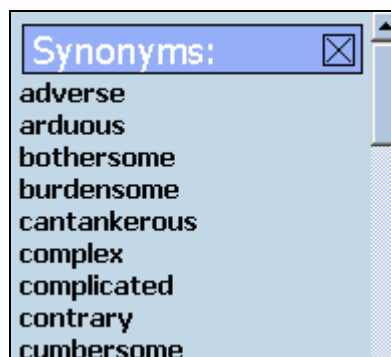 Synonyms:
adverse
arduous
bothersome
burdensome
cantankerous
complex
complicated
contrary
cumbersome